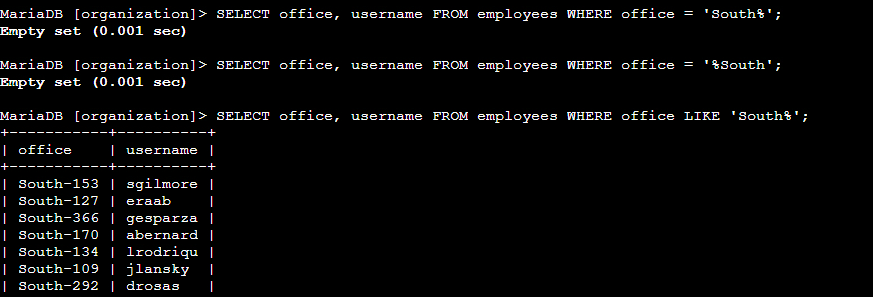 MariaDB [organization]> SELECT office, username FROM employees WHERE office = 'South%';
Empty set (0.001 sec)
MariaDB [organization]> SELECT office, username FROM employees WHERE office = '%South';
Empty set (0.001 sec)
MariaDB [organization]> SELECT office, username FROM employees WHERE office LIKE 'South%';
+-----------+----------+
| office    | username |
+-----------+----------+
| South-153 | sgilmore |
| South-127 | eraab    |
| South-366 | gesparza |
| South-170 | abernard |
| South-134 | lrodriqu |
| South-109 | jlansky  |
| South-292 | drosas   |